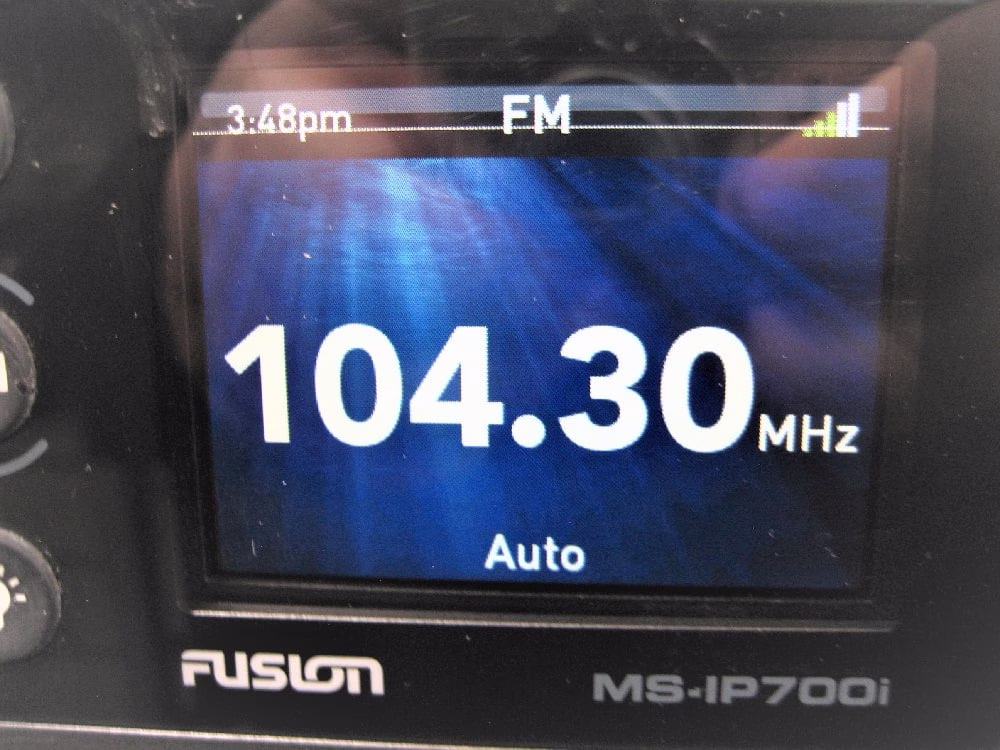 3:48pm FM
104.30 MHz
Auto
FUSION MS-IP700i